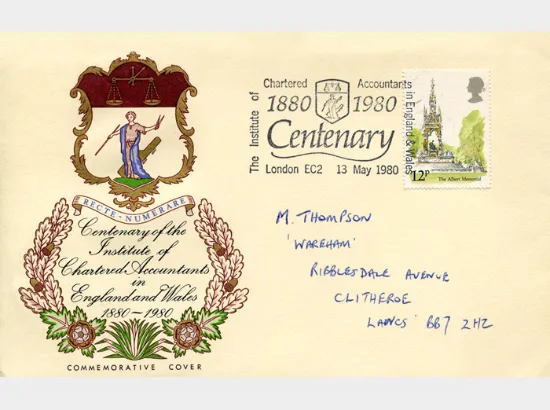 RECTE · NUMERARE
Centenary of the
Institute of
Chartered Accountants
in
England and Wales
1880–1980
COMMEMORATIVE COVER
The Institute of
Chartered Accountants
in England & Wales
1880 1980
Centenary
London EC2 13 May 1980
12P
The Albert Memorial
M. THOMPSON
'WAREHAM'
RIBBLESDALE AVENUE
CLITHEROE
LANCS BB7 2HZ